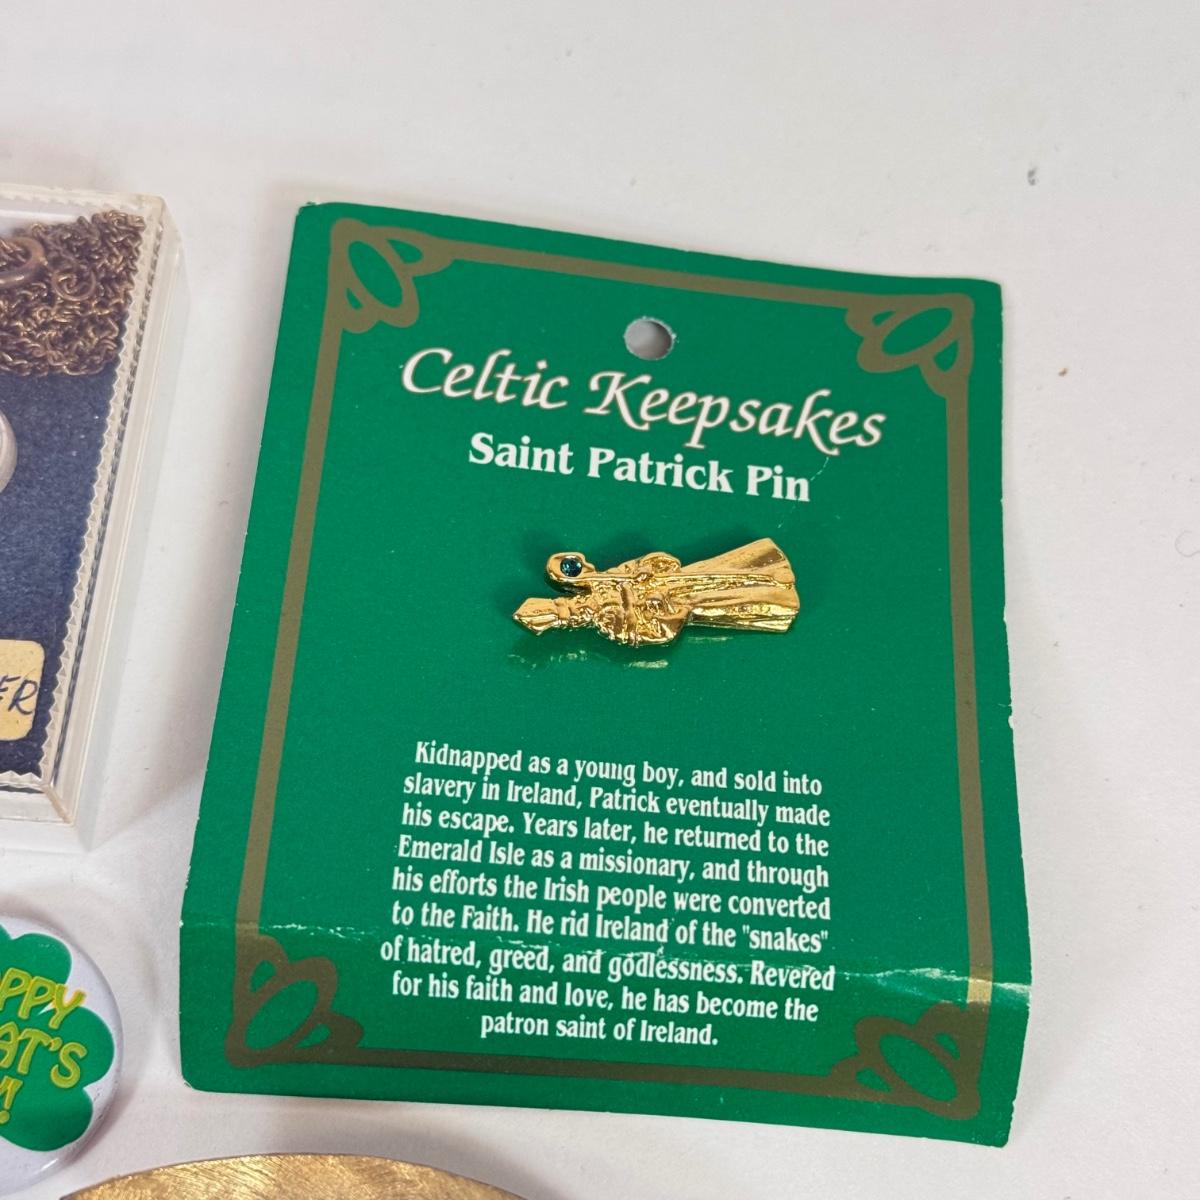 Celtic Keepsakes
Saint Patrick Pin
Kidnapped as a young boy, and sold into
slavery in Ireland, Patrick eventually made
his escape. Years later, he returned to the
Emerald Isle as a missionary, and through
his efforts the Irish people were converted
to the Faith. He rid Ireland of the "snakes"
of hatred, greed, and godlessness. Revered
for his faith and love, he has become the
patron saint of Ireland.